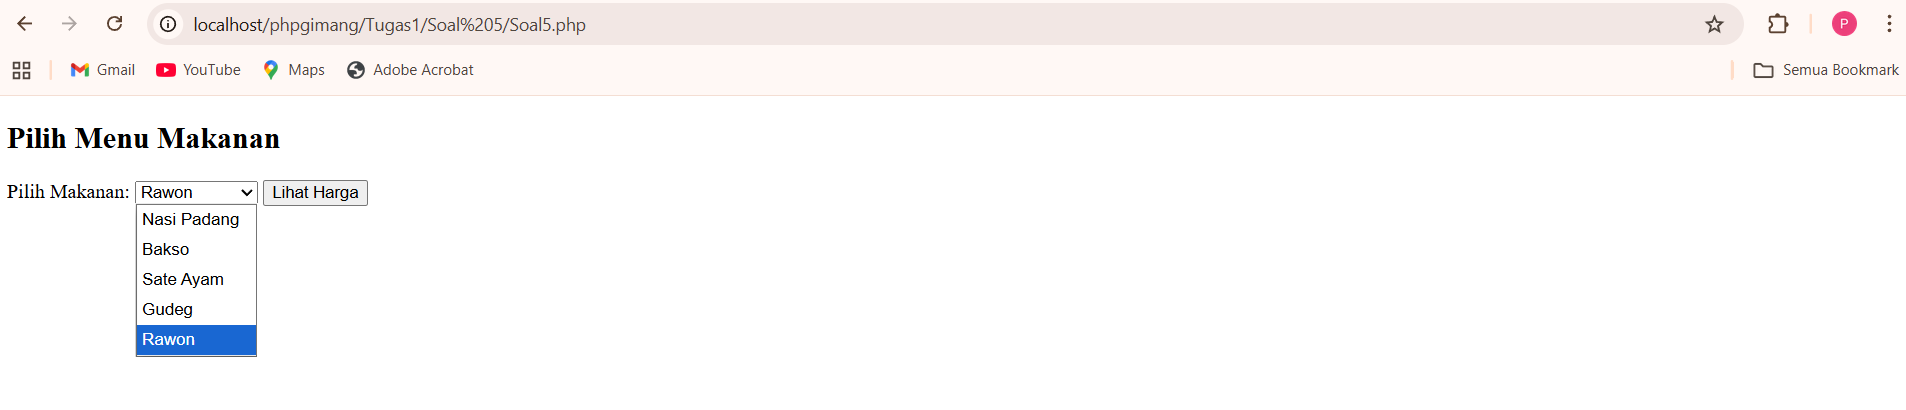 localhost/phpgimang/Tugas1/Soal%205/Soal5.php
P
Gmail YouTube Maps Adobe Acrobat Semua Bookmark
Pilih Menu Makanan
Pilih Makanan: Rawon Lihat Harga
Nasi Padang
Bakso
Sate Ayam
Gudeg
Rawon